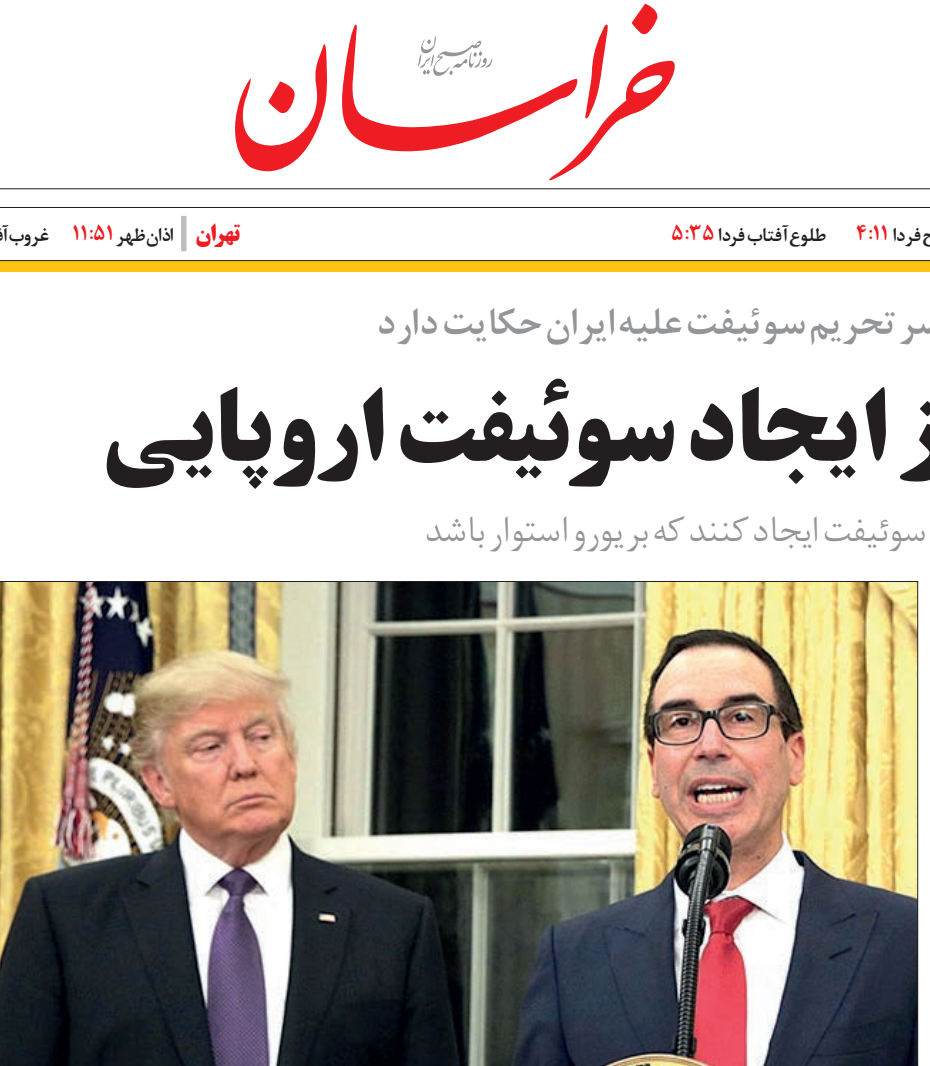 خراسان
روزنامه صبح ایران
فردا ۴:۱۱ طلوع آفتاب فردا ۵:۳۵
تهران اذان ظهر ۱۱:۵۱ غروب
سر تحریم سوئیفت علیه ایران حکایت دارد
ز ایجاد سوئیفت اروپایی
سوئیفت ایجاد کنند که بر یورو استوار باشد